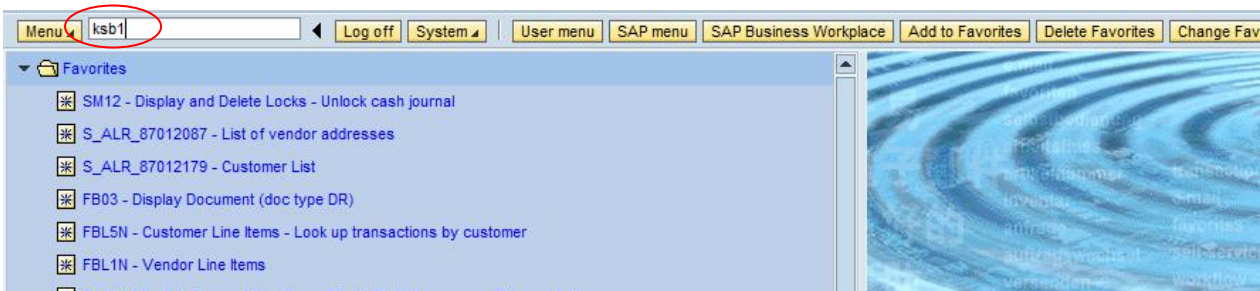 Menu ksb1 Log off System User menu SAP menu SAP Business Workplace Add to Favorites Delete Favorites Change Fav
Favorites
SM12 - Display and Delete Locks - Unlock cash journal
S_ALR_87012087 - List of vendor addresses
S_ALR_87012179 - Customer List
FB03 - Display Document (doc type DR)
FBL5N - Customer Line Items - Look up transactions by customer
FBL1N - Vendor Line Items